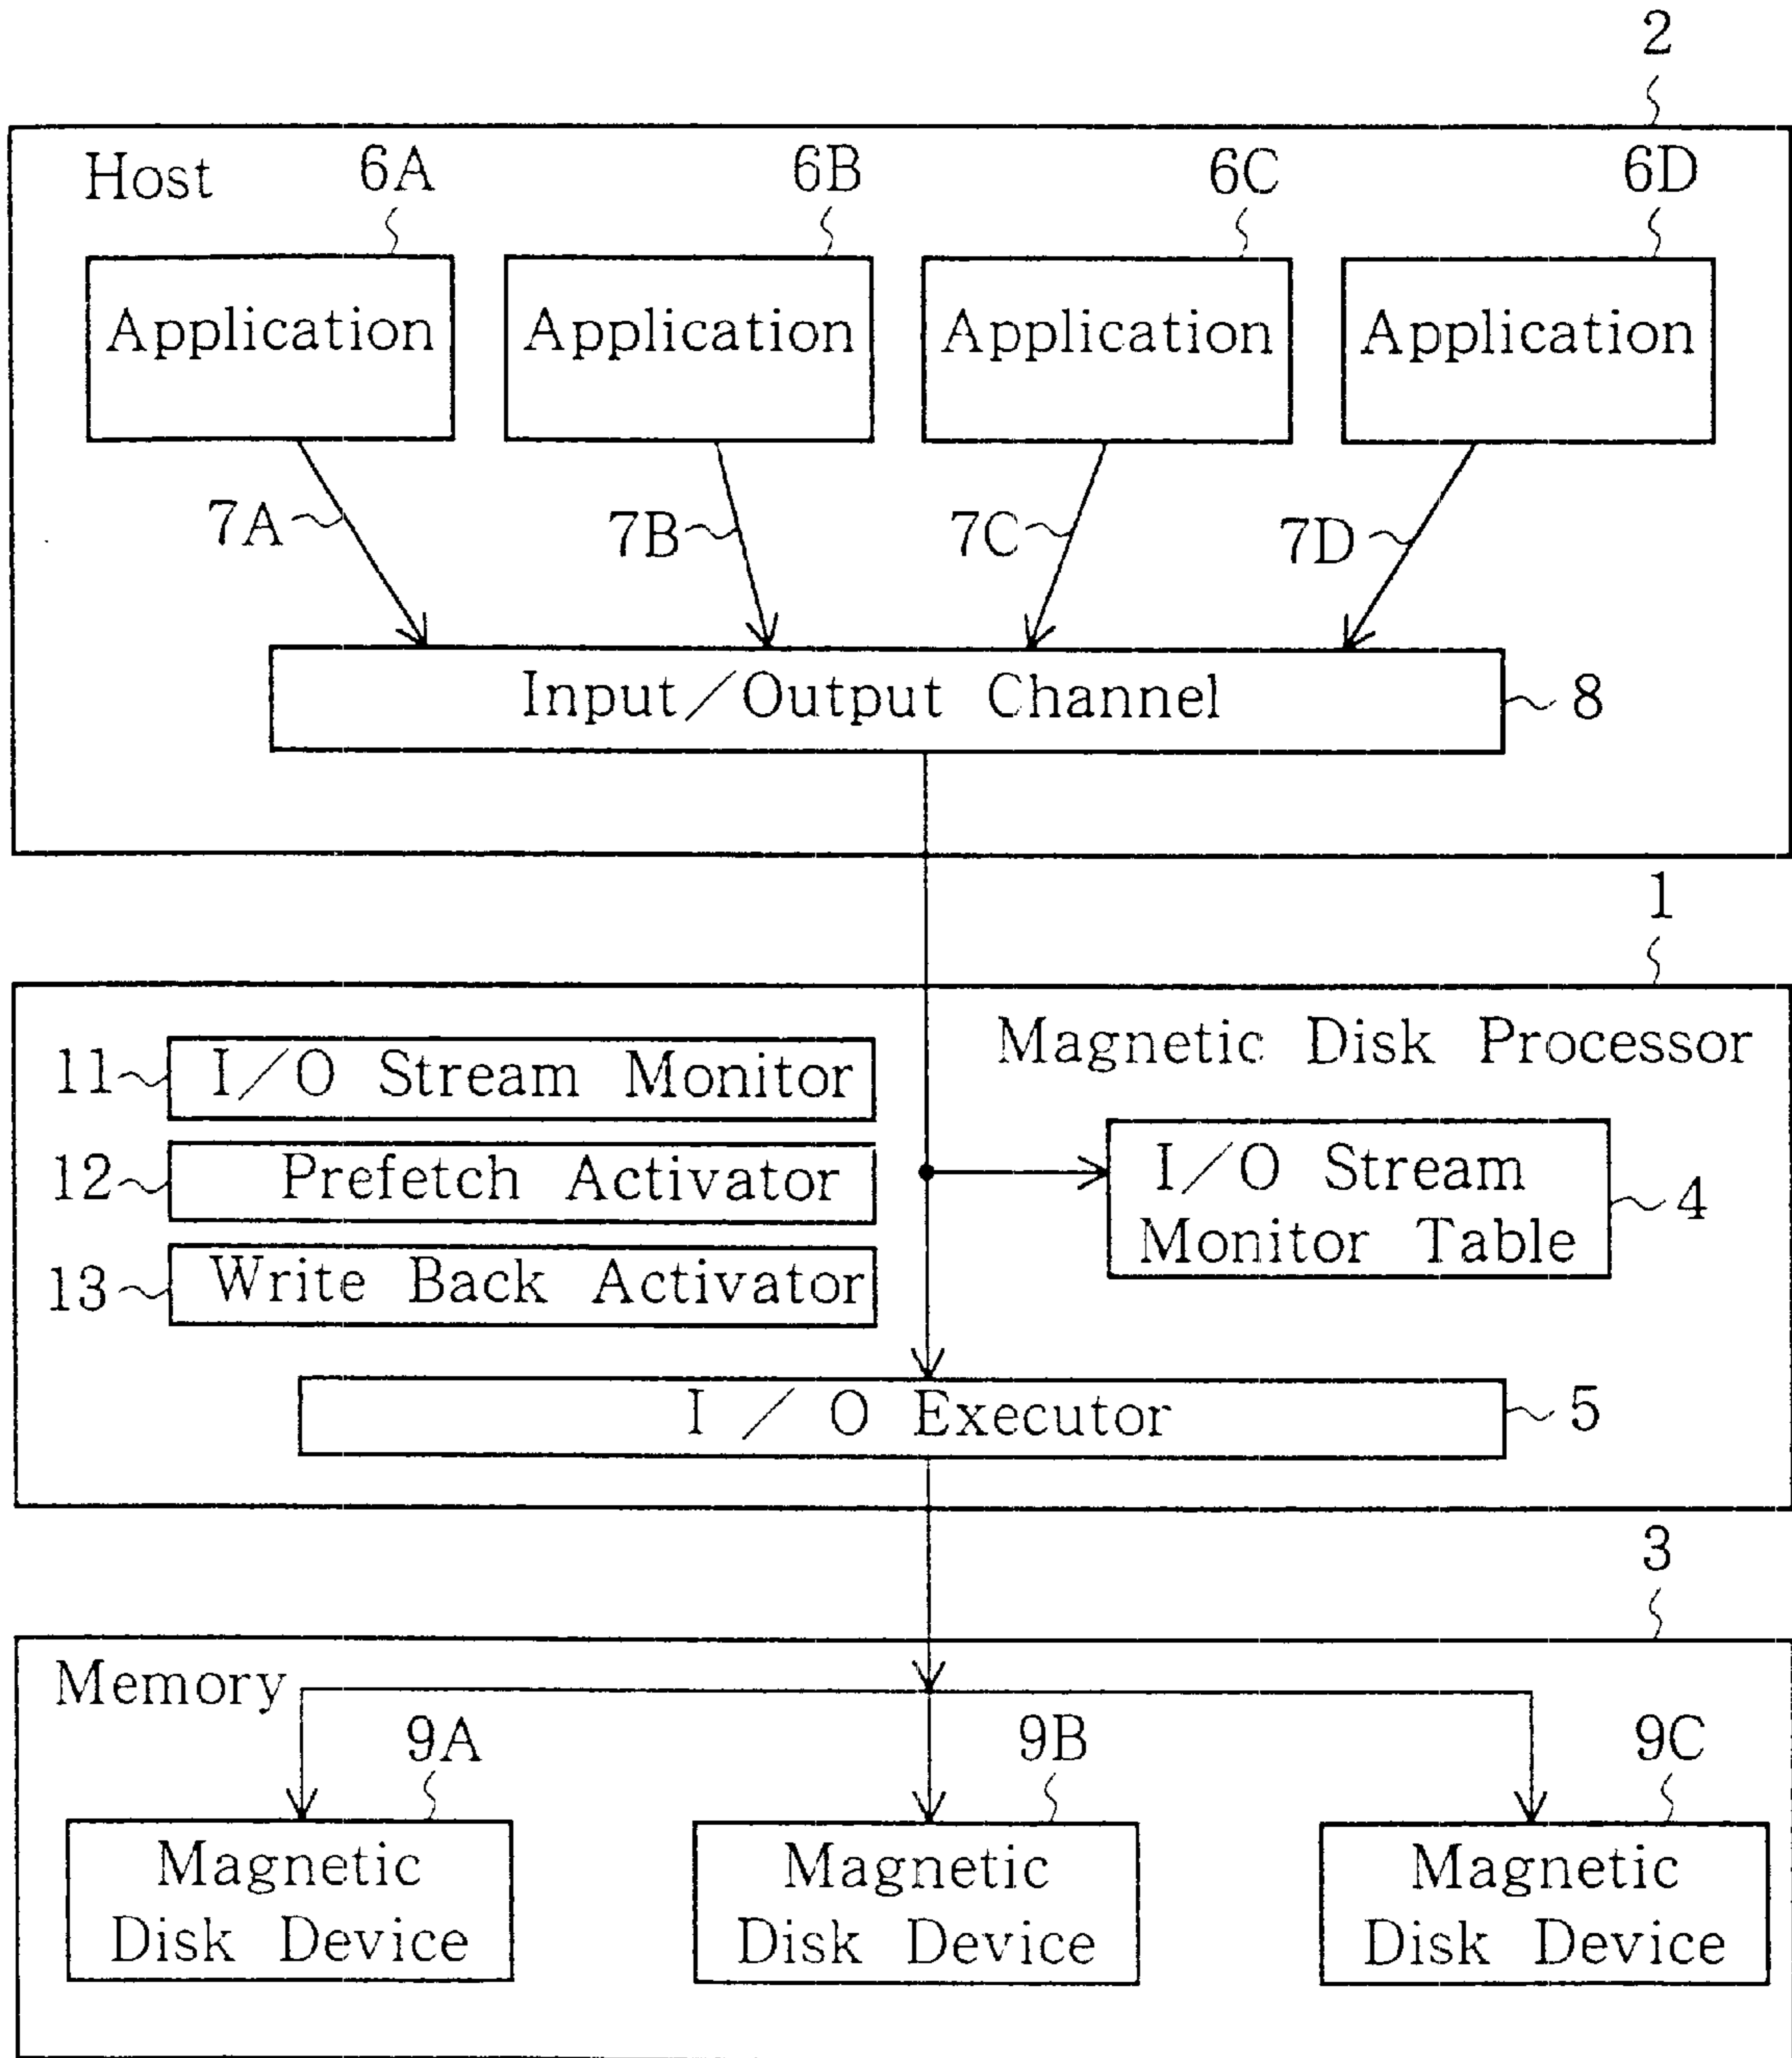 2
Host
6A
6B
6C
6D
Application
Application
Application
Application
7A
7B
7C
7D
Input/Output Channel
8
1
Magnetic Disk Processor
11
I/O Stream Monitor
12
Prefetch Activator
I/O Stream
Monitor Table
4
13
Write Back Activator
I/O Executor
5
3
Memory
9A
9B
9C
Magnetic
Disk Device
Magnetic
Disk Device
Magnetic
Disk Device